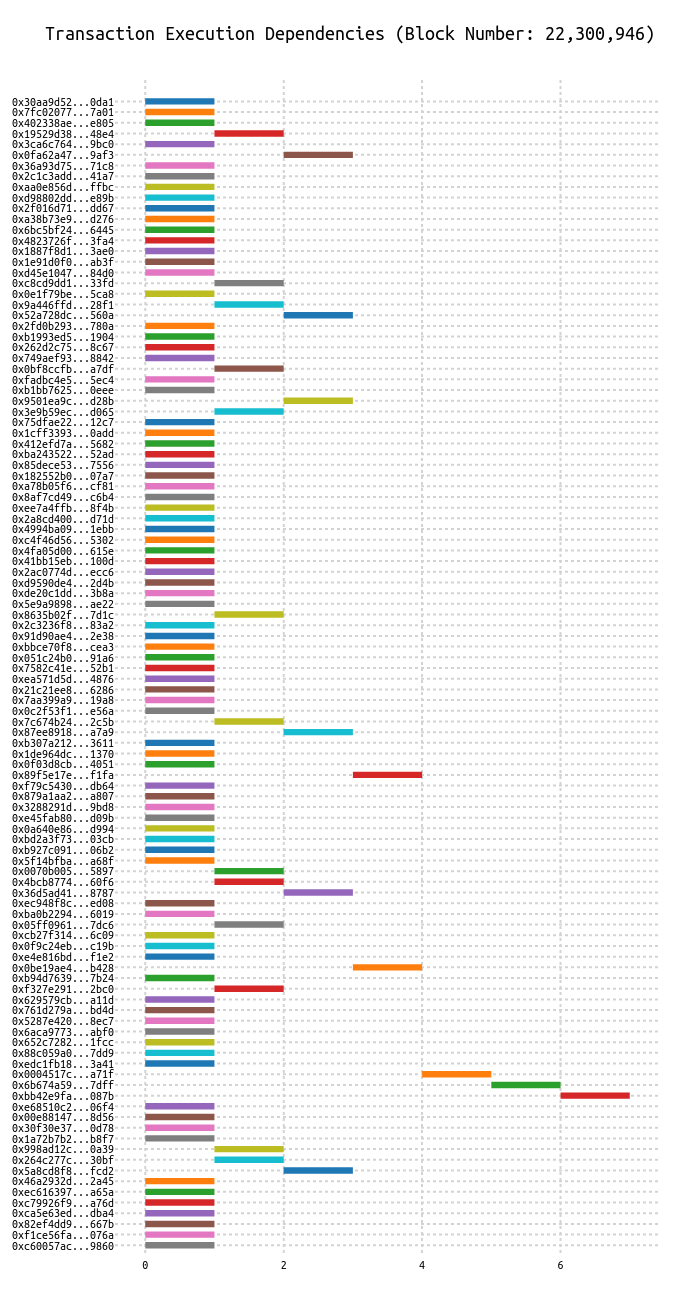 Transaction Execution Dependencies (Block Number: 22,300,946)
0x30aa9d52...0da1
0x7fc02077...7a01
0x402338ae...e805
0x19529d38...48e4
0x3ca6c764...9bc0
0x0fa62a47...9af3
0x36a93d75...71c8
0x2c1c3add...41a7
0xaa0e856d...ffbc
0xd98802dd...e89b
0x2f016d71...dd67
0xa38b73e9...d276
0x6bc5bf24...6445
0x4823726f...3fa4
0x1887f8d1...3ae0
0x1e91d0f0...ab3f
0xd45e1047...84d0
0xc8cd9dd1...33fd
0x0e1f79be...5ca8
0x9a446ffd...28f1
0x52a728dc...560a
0x2fd0b293...780a
0xb1993ed5...1904
0x262d2c75...8c67
0x749aef93...8842
0x0bf8ccfb...a7df
0xfadbc4e5...5ec4
0xb1bb7625...0eee
0x9501ea9c...d28b
0x3e9b59ec...d065
0x75dfae22...12c7
0x1cff3393...0add
0x412efd7a...5682
0xba243522...52ad
0x85dece53...7556
0x182552b0...07a7
0xa78b05f6...cf81
0x8af7cd49...c6b4
0xee7a4ffb...8f4b
0x2a8cd400...d71d
0x4994ba09...1ebb
0xc4f46d56...5302
0x4fa05d00...615e
0x41bb15eb...100d
0x2ac0774d...ecc6
0xd9590de4...2d4b
0xde20c1dd...3b8a
0x5e9a9898...ae22
0x8635b02f...7d1c
0x2c3236f8...83a2
0x91d90ae4...2e38
0xbbce70f8...cea3
0x051c24b0...91a6
0x7582c41e...52b1
0xea571d5d...4876
0x21c21ee8...6286
0x7aa399a9...19a8
0x0c2f53f1...e56a
0x7c674b24...2c5b
0x87ee8918...a7a9
0xb307a212...3611
0x1de964dc...1370
0x0f03d8cb...4051
0x89f5e17e...f1fa
0xf79c5430...db64
0x879a1aa2...a807
0x3288291d...9bd8
0xe45fab80...d09b
0x0a640e86...d994
0xbd2a3f73...03cb
0xb927c091...06b2
0x5f14bfba...a68f
0x0070b005...5897
0x4bcb8774...60f6
0x36d5ad41...8787
0xec948f8c...ed08
0xba0b2294...6019
0x05ff0961...7dc6
0xcb27f314...6c09
0x0f9c24eb...c19b
0xe4e816bd...f1e2
0x0be19ae4...b428
0xb94d7639...7b24
0xf327e291...2bc0
0x629579cb...a11d
0x761d279a...bd4d
0x5287e420...8ec7
0x6aca9773...abf0
0x652c7282...1fcc
0x88c059a0...7dd9
0xedc1fb18...3a41
0x0004517c...a71f
0x6b674a59...7dff
0xbb42e9fa...087b
0xe68510c2...06f4
0x00e88147...8d56
0x30f30e37...0d78
0x1a72b7b2...b8f7
0x998ad12c...0a39
0x264c277c...30bf
0x5a8cd8f8...fcd2
0x46a2932d...2a45
0xec616397...a65a
0xc79926f9...a76d
0xca5e63ed...dba4
0x82ef4dd9...667b
0xf1ce56fa...076a
0xc60057ac...9860
0 2 4 6